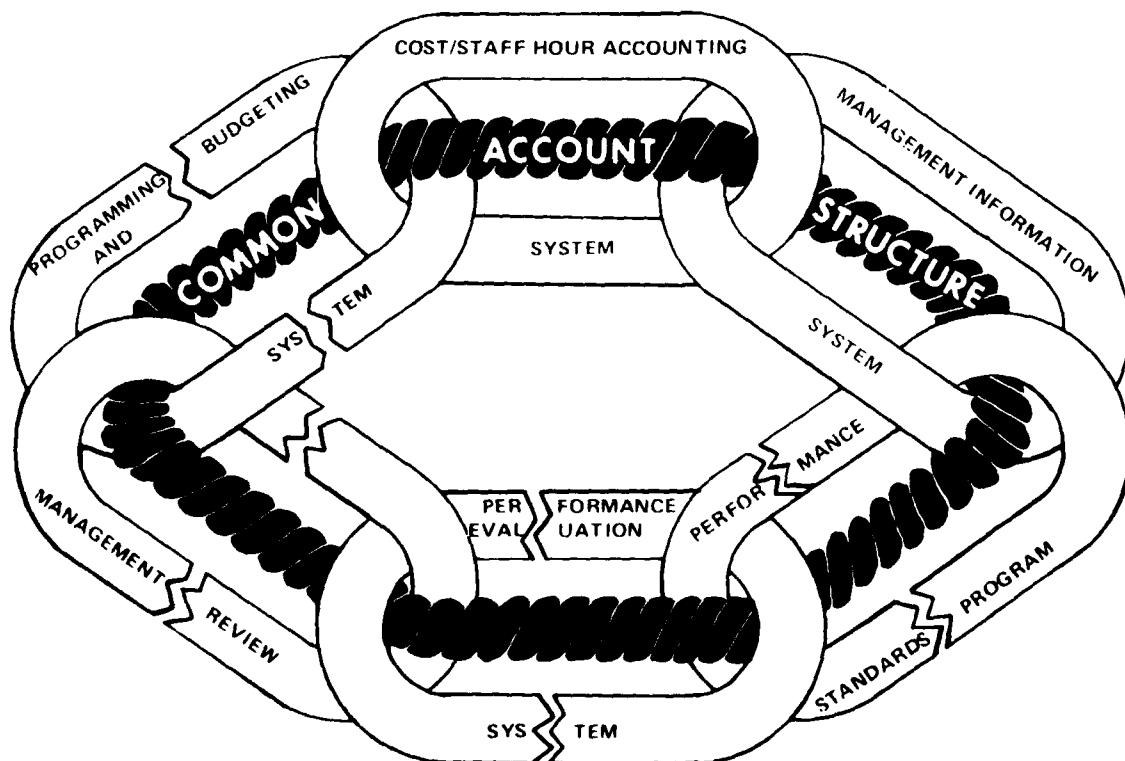 COST/STAFF HOUR ACCOUNTING
SYSTEM
PROGRAMMING BUDGETING
AND
SYS TEM
COMMON
ACCOUNT
STRUCTURE
MANAGEMENT INFORMATION
SYSTEM
MANAGEMENT REVIEW
PER FORMANCE
EVAL UATION
SYS TEM
PERFOR MANCE
STANDARDS PROGRAM